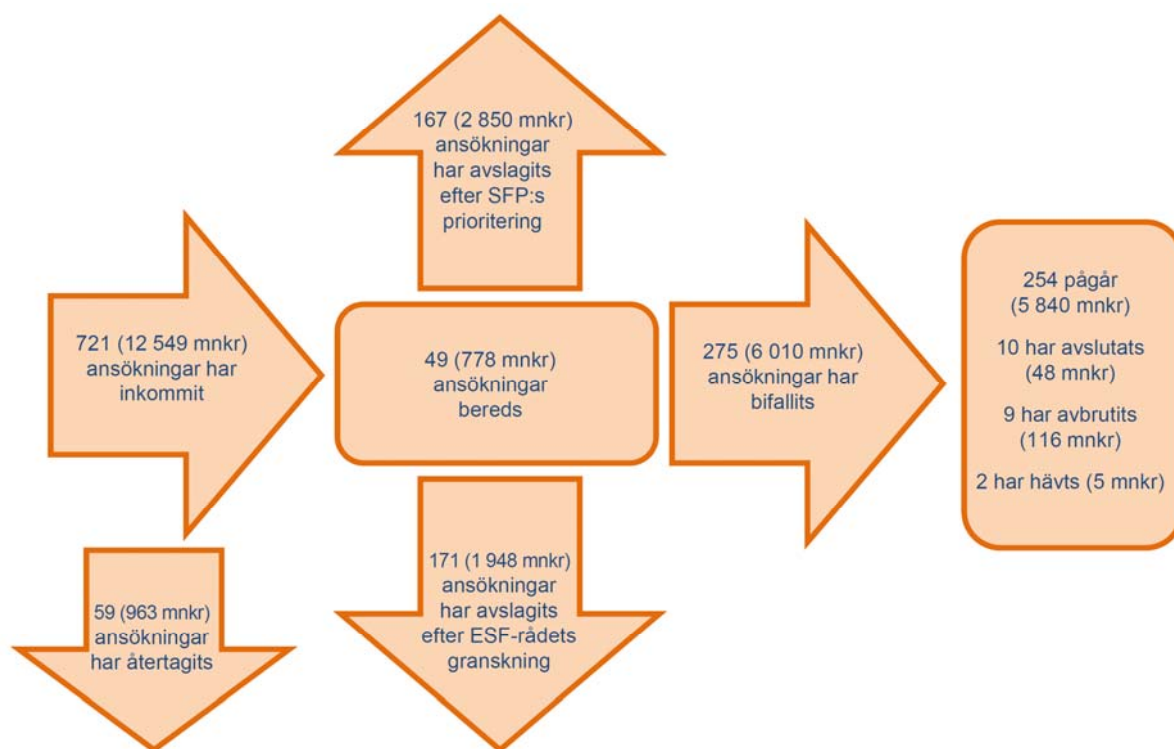 721 (12 549 mnkr)
ansökningar har
inkommit
59 (963 mnkr)
ansökningar
har återtagits
167 (2 850 mnkr)
ansökningar
har avslagits
efter SFP:s
prioritering
49 (778 mnkr)
ansökningar
bereds
171 (1 948 mnkr)
ansökningar
har avslagits
efter ESF-rådets
granskning
275 (6 010 mnkr)
ansökningar har
bifallits
254 pågår
(5 840 mnkr)
10 har avslutats
(48 mnkr)
9 har avbrutits
(116 mnkr)
2 har hävts (5 mnkr)